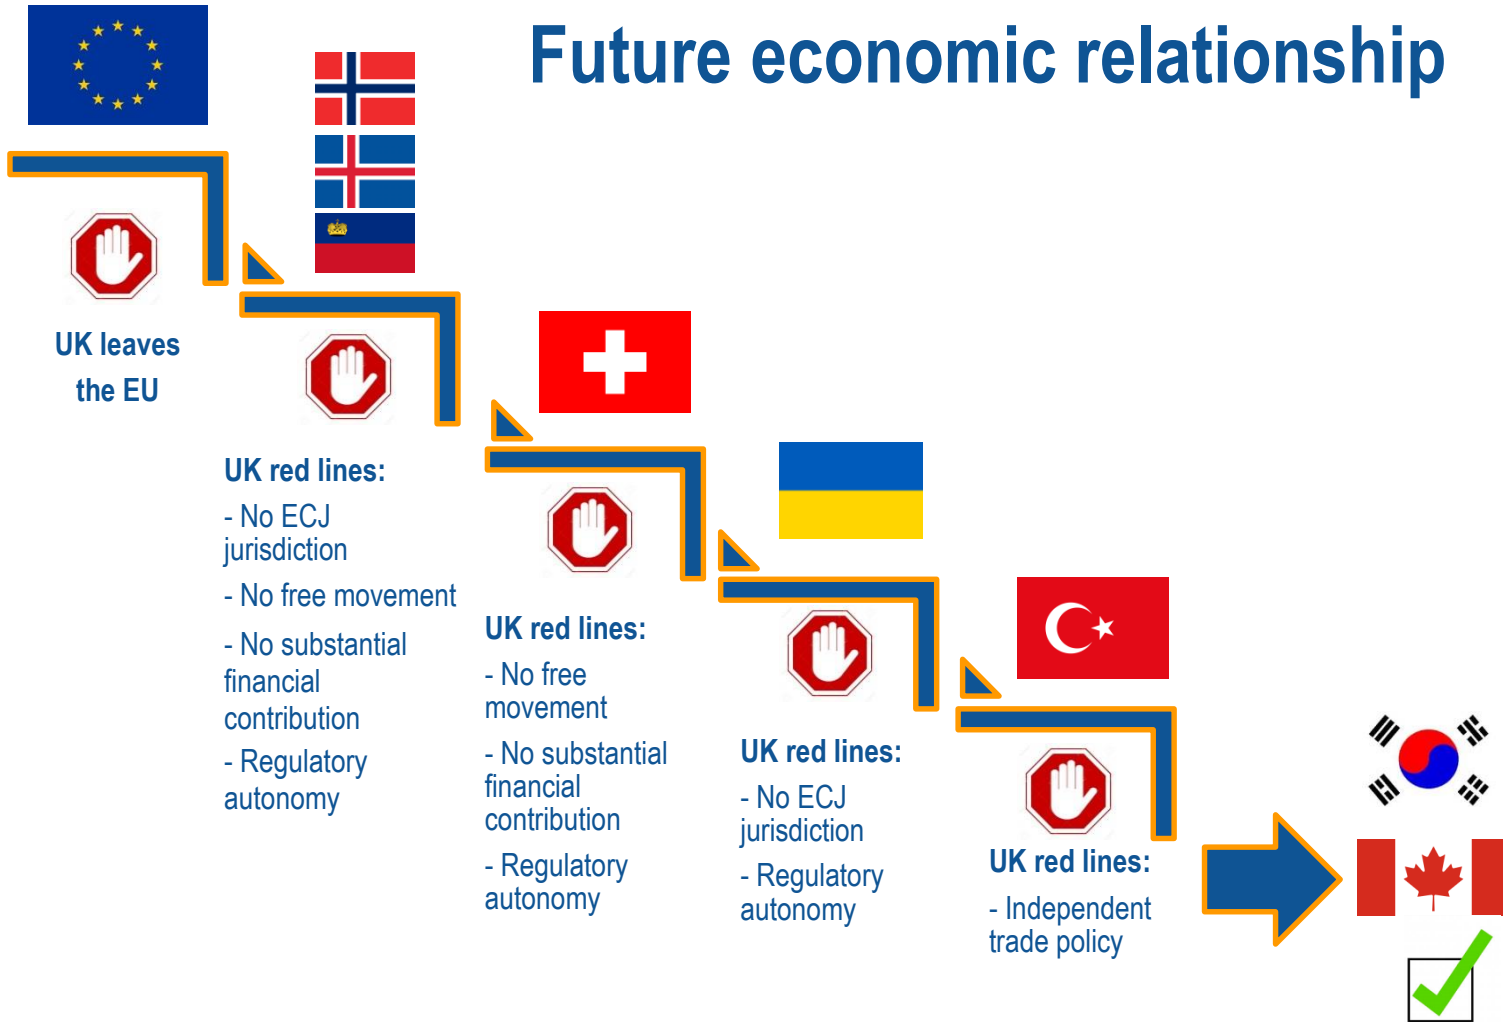 Future economic relationship
UK leaves
the EU
UK red lines:
- No ECJ
jurisdiction
- No free movement
- No substantial
financial
contribution
- Regulatory
autonomy
UK red lines:
- No free
movement
- No substantial
financial
contribution
- Regulatory
autonomy
UK red lines:
- No ECJ
jurisdiction
- Regulatory
autonomy
UK red lines:
- Independent
trade policy